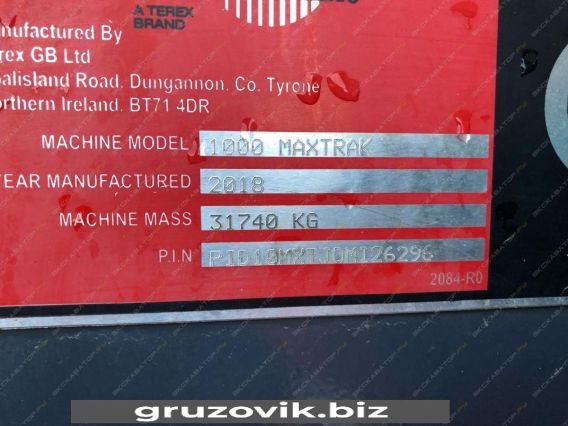 A TEREX
BRAND
anufactured By
rex GB Ltd
alisland Road, Dungannon, Co. Tyrone
orthern Ireland, BT71 4DR
MACHINE MODEL 1000 MAXTRAK
YEAR MANUFACTURED 2018
MACHINE MASS 31740 KG
P.I.N
2084-R0
gruzovik.biz